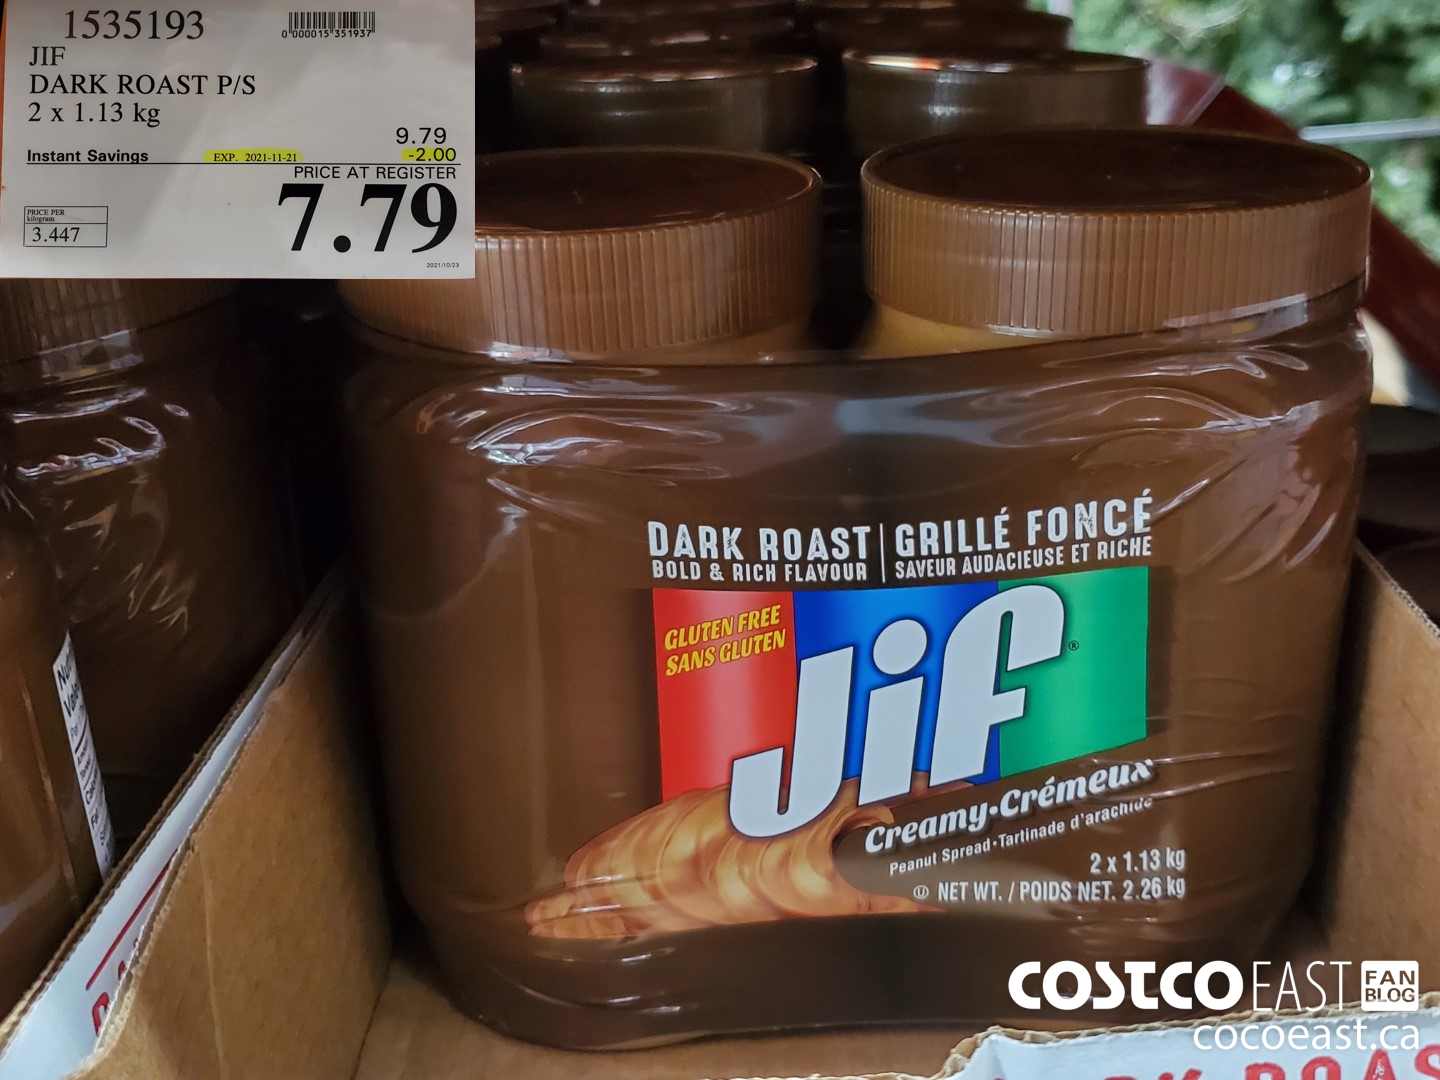 1535193
0 000015 351937
JIF
DARK ROAST P/S
2 x 1.13 kg
9.79
Instant Savings EXP. 2021-11-21 -2.00
PRICE AT REGISTER
7.79
PRICE PER
kilogram
3.447
2021/10/23
DARK ROAST | GRILLÉ FONCÉ
BOLD & RICH FLAVOUR | SAVEUR AUDACIEUSE ET RICHE
GLUTEN FREE
SANS GLUTEN
Jif®
Creamy•Crémeux
Peanut Spread•Tartinade d'arachide
2 x 1.13 kg
Ⓤ NET WT. / POIDS NET. 2.26 kg
COSTCO EAST FAN BLOG
cocoeast.ca